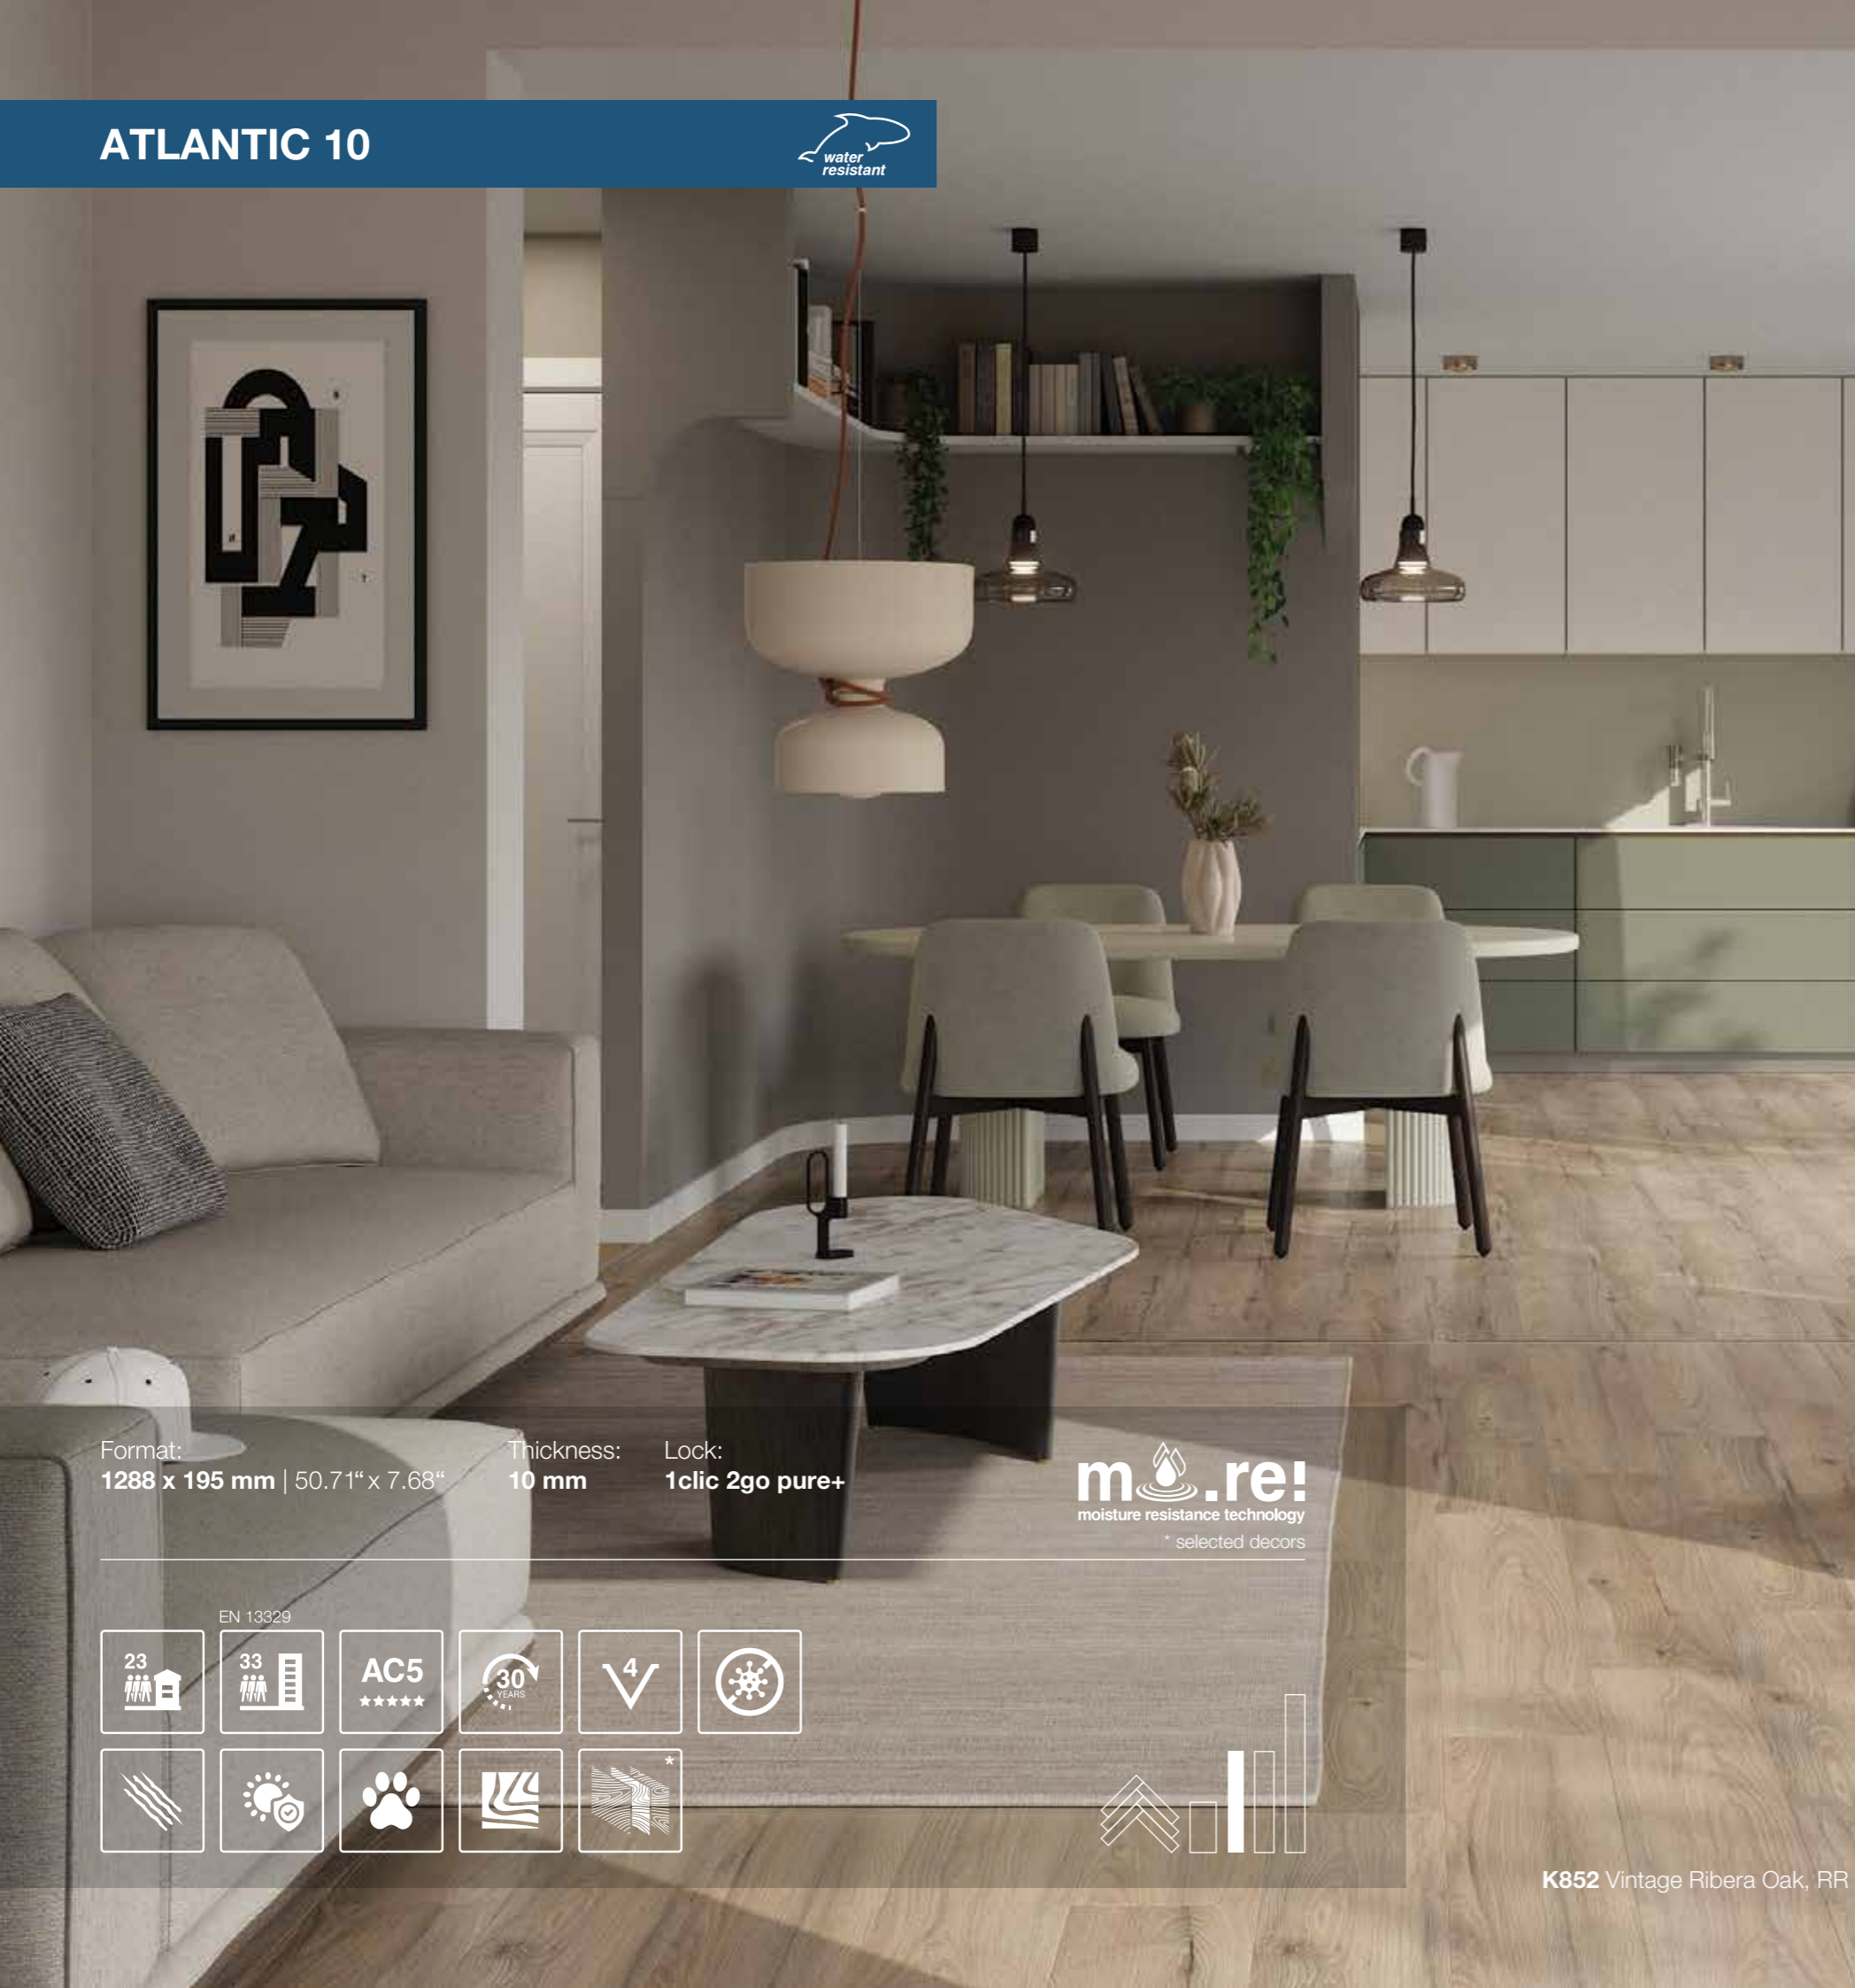 ATLANTIC 10
water
resistant
Format:
1288 x 195 mm | 50.71“ x 7.68“
Thickness:
10 mm
Lock:
1clic 2go pure+
m.re!
moisture resistance technology
* selected decors
EN 13329
23
33
AC5
30
YEARS
4
*
K852 Vintage Ribera Oak, RR